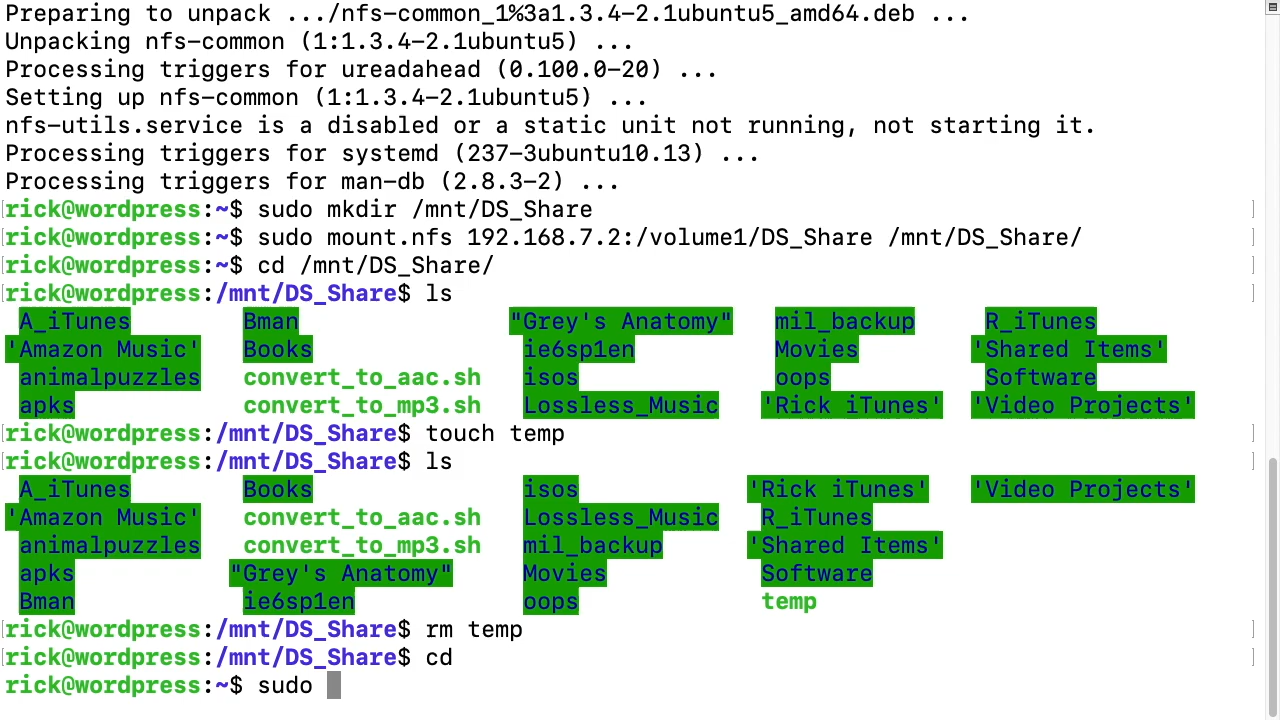 Preparing to unpack .../nfs-common_1%3a1.3.4-2.1ubuntu5_amd64.deb ...
Unpacking nfs-common (1:1.3.4-2.1ubuntu5) ...
Processing triggers for ureadahead (0.100.0-20) ...
Setting up nfs-common (1:1.3.4-2.1ubuntu5) ...
nfs-utils.service is a disabled or a static unit not running, not starting it.
Processing triggers for systemd (237-3ubuntu10.13) ...
Processing triggers for man-db (2.8.3-2) ...
[rick@wordpress:~$ sudo mkdir /mnt/DS_Share ]
[rick@wordpress:~$ sudo mount.nfs 192.168.7.2:/volume1/DS_Share /mnt/DS_Share/ ]
[rick@wordpress:~$ cd /mnt/DS_Share/ ]
[rick@wordpress:/mnt/DS_Share$ ls ]
A_iTunes Bman "Grey's Anatomy" mil_backup R_iTunes
'Amazon Music' Books ie6sp1en Movies 'Shared Items'
animalpuzzles convert_to_aac.sh isos oops Software
apks convert_to_mp3.sh Lossless_Music 'Rick iTunes' 'Video Projects'
[rick@wordpress:/mnt/DS_Share$ touch temp ]
[rick@wordpress:/mnt/DS_Share$ ls ]
A_iTunes Books isos 'Rick iTunes' 'Video Projects'
'Amazon Music' convert_to_aac.sh Lossless_Music R_iTunes
animalpuzzles convert_to_mp3.sh mil_backup 'Shared Items'
apks "Grey's Anatomy" Movies Software
Bman ie6sp1en oops temp
[rick@wordpress:/mnt/DS_Share$ rm temp ]
[rick@wordpress:/mnt/DS_Share$ cd ]
rick@wordpress:~$ sudo